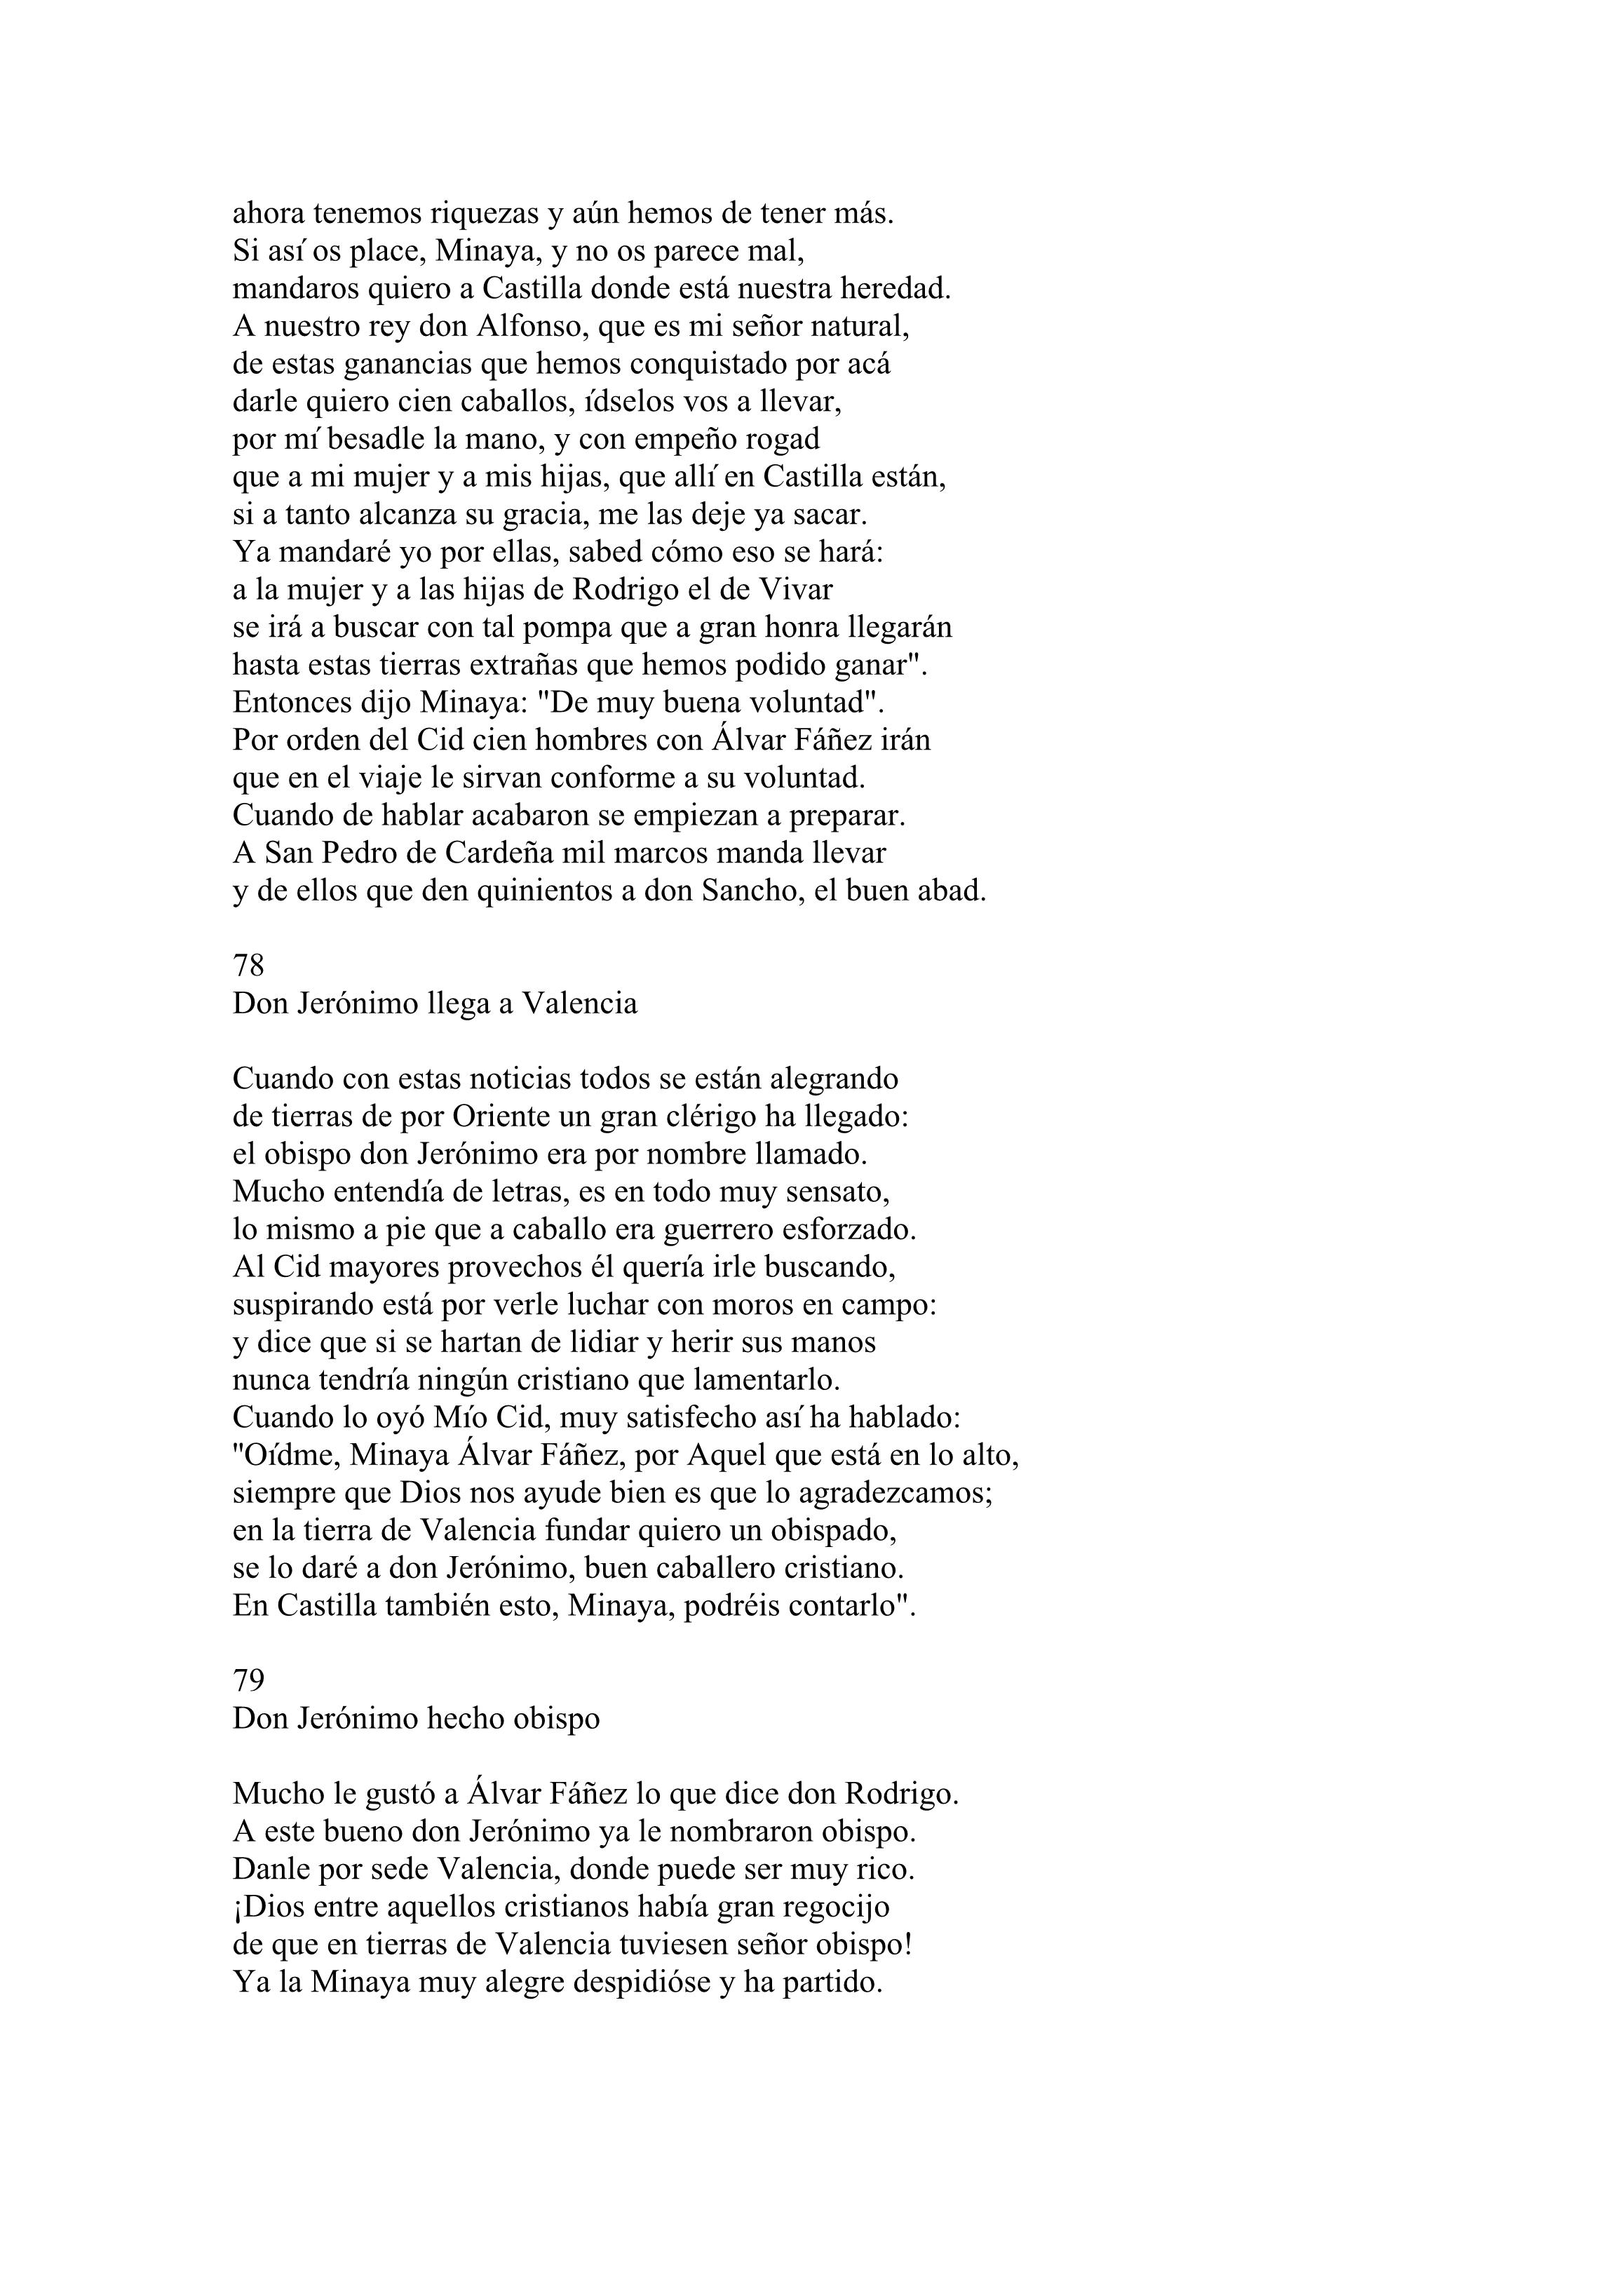 ahora tenemos riquezas y aún hemos de tener más.
Si así os place, Minaya, y no os parece mal,
mandaros quiero a Castilla donde está nuestra heredad.
A nuestro rey don Alfonso, que es mi señor natural,
de estas ganancias que hemos conquistado por acá
darle quiero cien caballos, ídselos vos a llevar,
por mí besadle la mano, y con empeño rogad
que a mi mujer y a mis hijas, que allí en Castilla están,
si a tanto alcanza su gracia, me las deje ya sacar.
Ya mandaré yo por ellas, sabed cómo eso se hará:
a la mujer y a las hijas de Rodrigo el de Vivar
se irá a buscar con tal pompa que a gran honra llegarán
hasta estas tierras extrañas que hemos podido ganar".
Entonces dijo Minaya: "De muy buena voluntad".
Por orden del Cid cien hombres con Álvar Fáñez irán
que en el viaje le sirvan conforme a su voluntad.
Cuando de hablar acabaron se empiezan a preparar.
A San Pedro de Cardeña mil marcos manda llevar
y de ellos que den quinientos a don Sancho, el buen abad.

78
Don Jerónimo llega a Valencia

Cuando con estas noticias todos se están alegrando
de tierras de por Oriente un gran clérigo ha llegado:
el obispo don Jerónimo era por nombre llamado.
Mucho entendía de letras, es en todo muy sensato,
lo mismo a pie que a caballo era guerrero esforzado.
Al Cid mayores provechos él quería irle buscando,
suspirando está por verle luchar con moros en campo:
y dice que si se hartan de lidiar y herir sus manos
nunca tendría ningún cristiano que lamentarlo.
Cuando lo oyó Mío Cid, muy satisfecho así ha hablado:
"Oídme, Minaya Álvar Fáñez, por Aquel que está en lo alto,
siempre que Dios nos ayude bien es que lo agradezcamos;
en la tierra de Valencia fundar quiero un obispado,
se lo daré a don Jerónimo, buen caballero cristiano.
En Castilla también esto, Minaya, podréis contarlo".

79
Don Jerónimo hecho obispo

Mucho le gustó a Álvar Fáñez lo que dice don Rodrigo.
A este bueno don Jerónimo ya le nombraron obispo.
Danle por sede Valencia, donde puede ser muy rico.
¡Dios entre aquellos cristianos había gran regocijo
de que en tierras de Valencia tuviesen señor obispo!
Ya la Minaya muy alegre despidióse y ha partido.